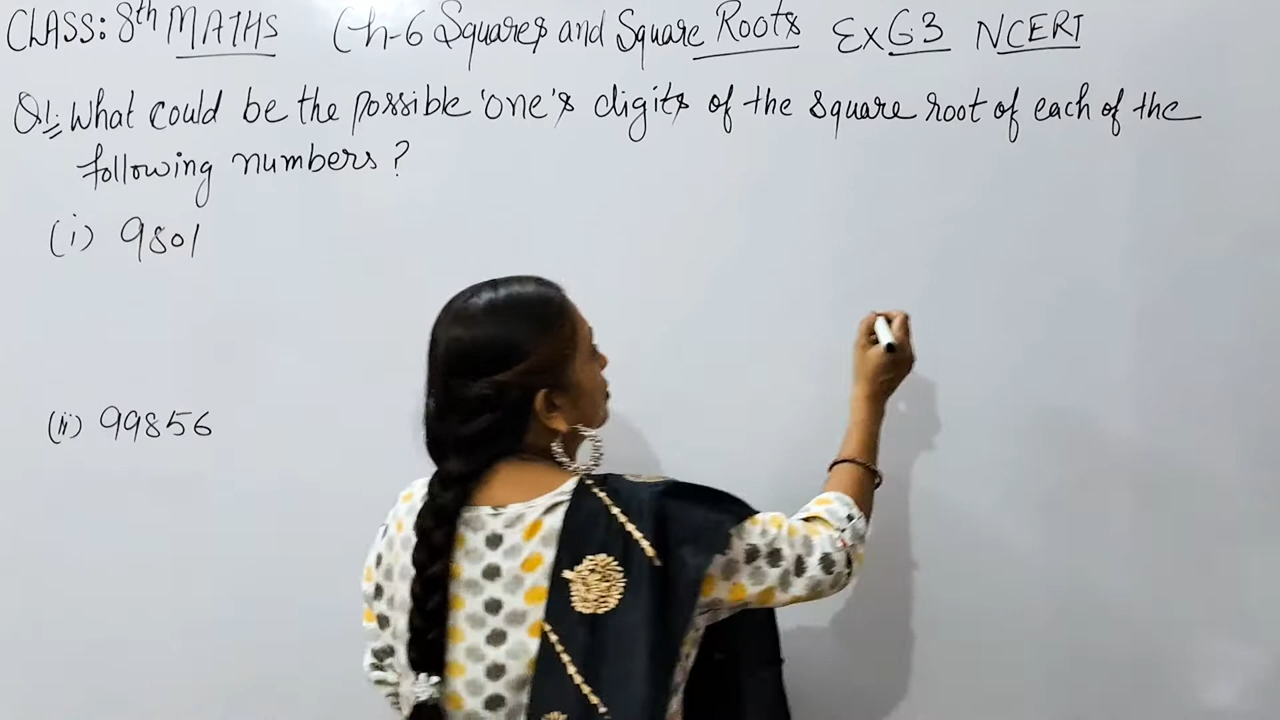 CLASS: 8th MATHS Ch-6 Squares and Square Roots Ex 6.3 NCERT
Q1. What could be the possible 'one's digits of the square root of each of the
following numbers?
(i) 9801
(ii) 99856